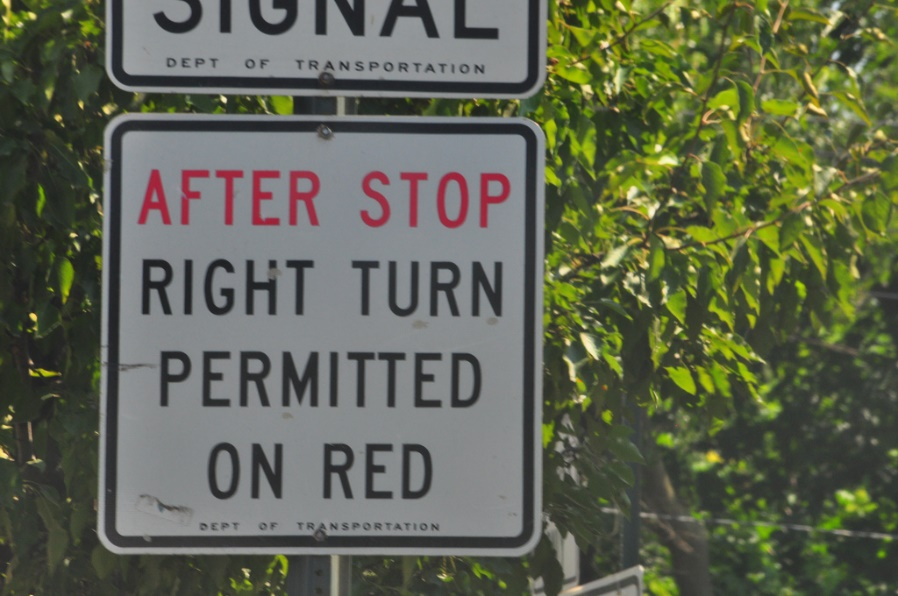 SIGNAL
DEPT OF TRANSPORTATION
AFTER STOP
RIGHT TURN
PERMITTED
ON RED
DEPT OF TRANSPORTATION